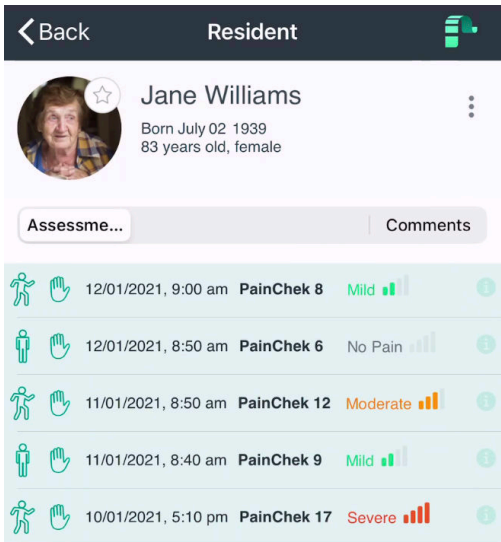 Back
Resident
Jane Williams
Born July 02 1939
83 years old, female
Assessme...
Comments
12/01/2021, 9:00 am PainChek 8 Mild
12/01/2021, 8:50 am PainChek 6 No Pain
11/01/2021, 8:50 am PainChek 12 Moderate
11/01/2021, 8:40 am PainChek 9 Mild
10/01/2021, 5:10 pm PainChek 17 Severe